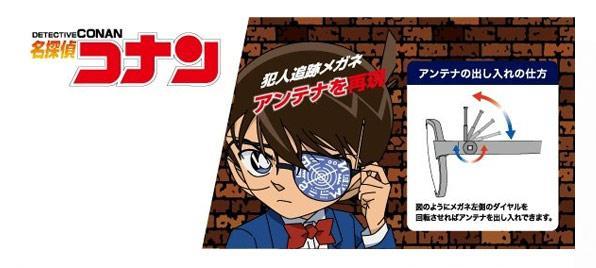 DETECTIVE CONAN
名探偵
コナン
犯人追跡メガネ
アンテナを再現
アンテナの出し入れの仕方
図のようにメガネ左側のダイヤルを
回転させればアンテナを出し入れできます。